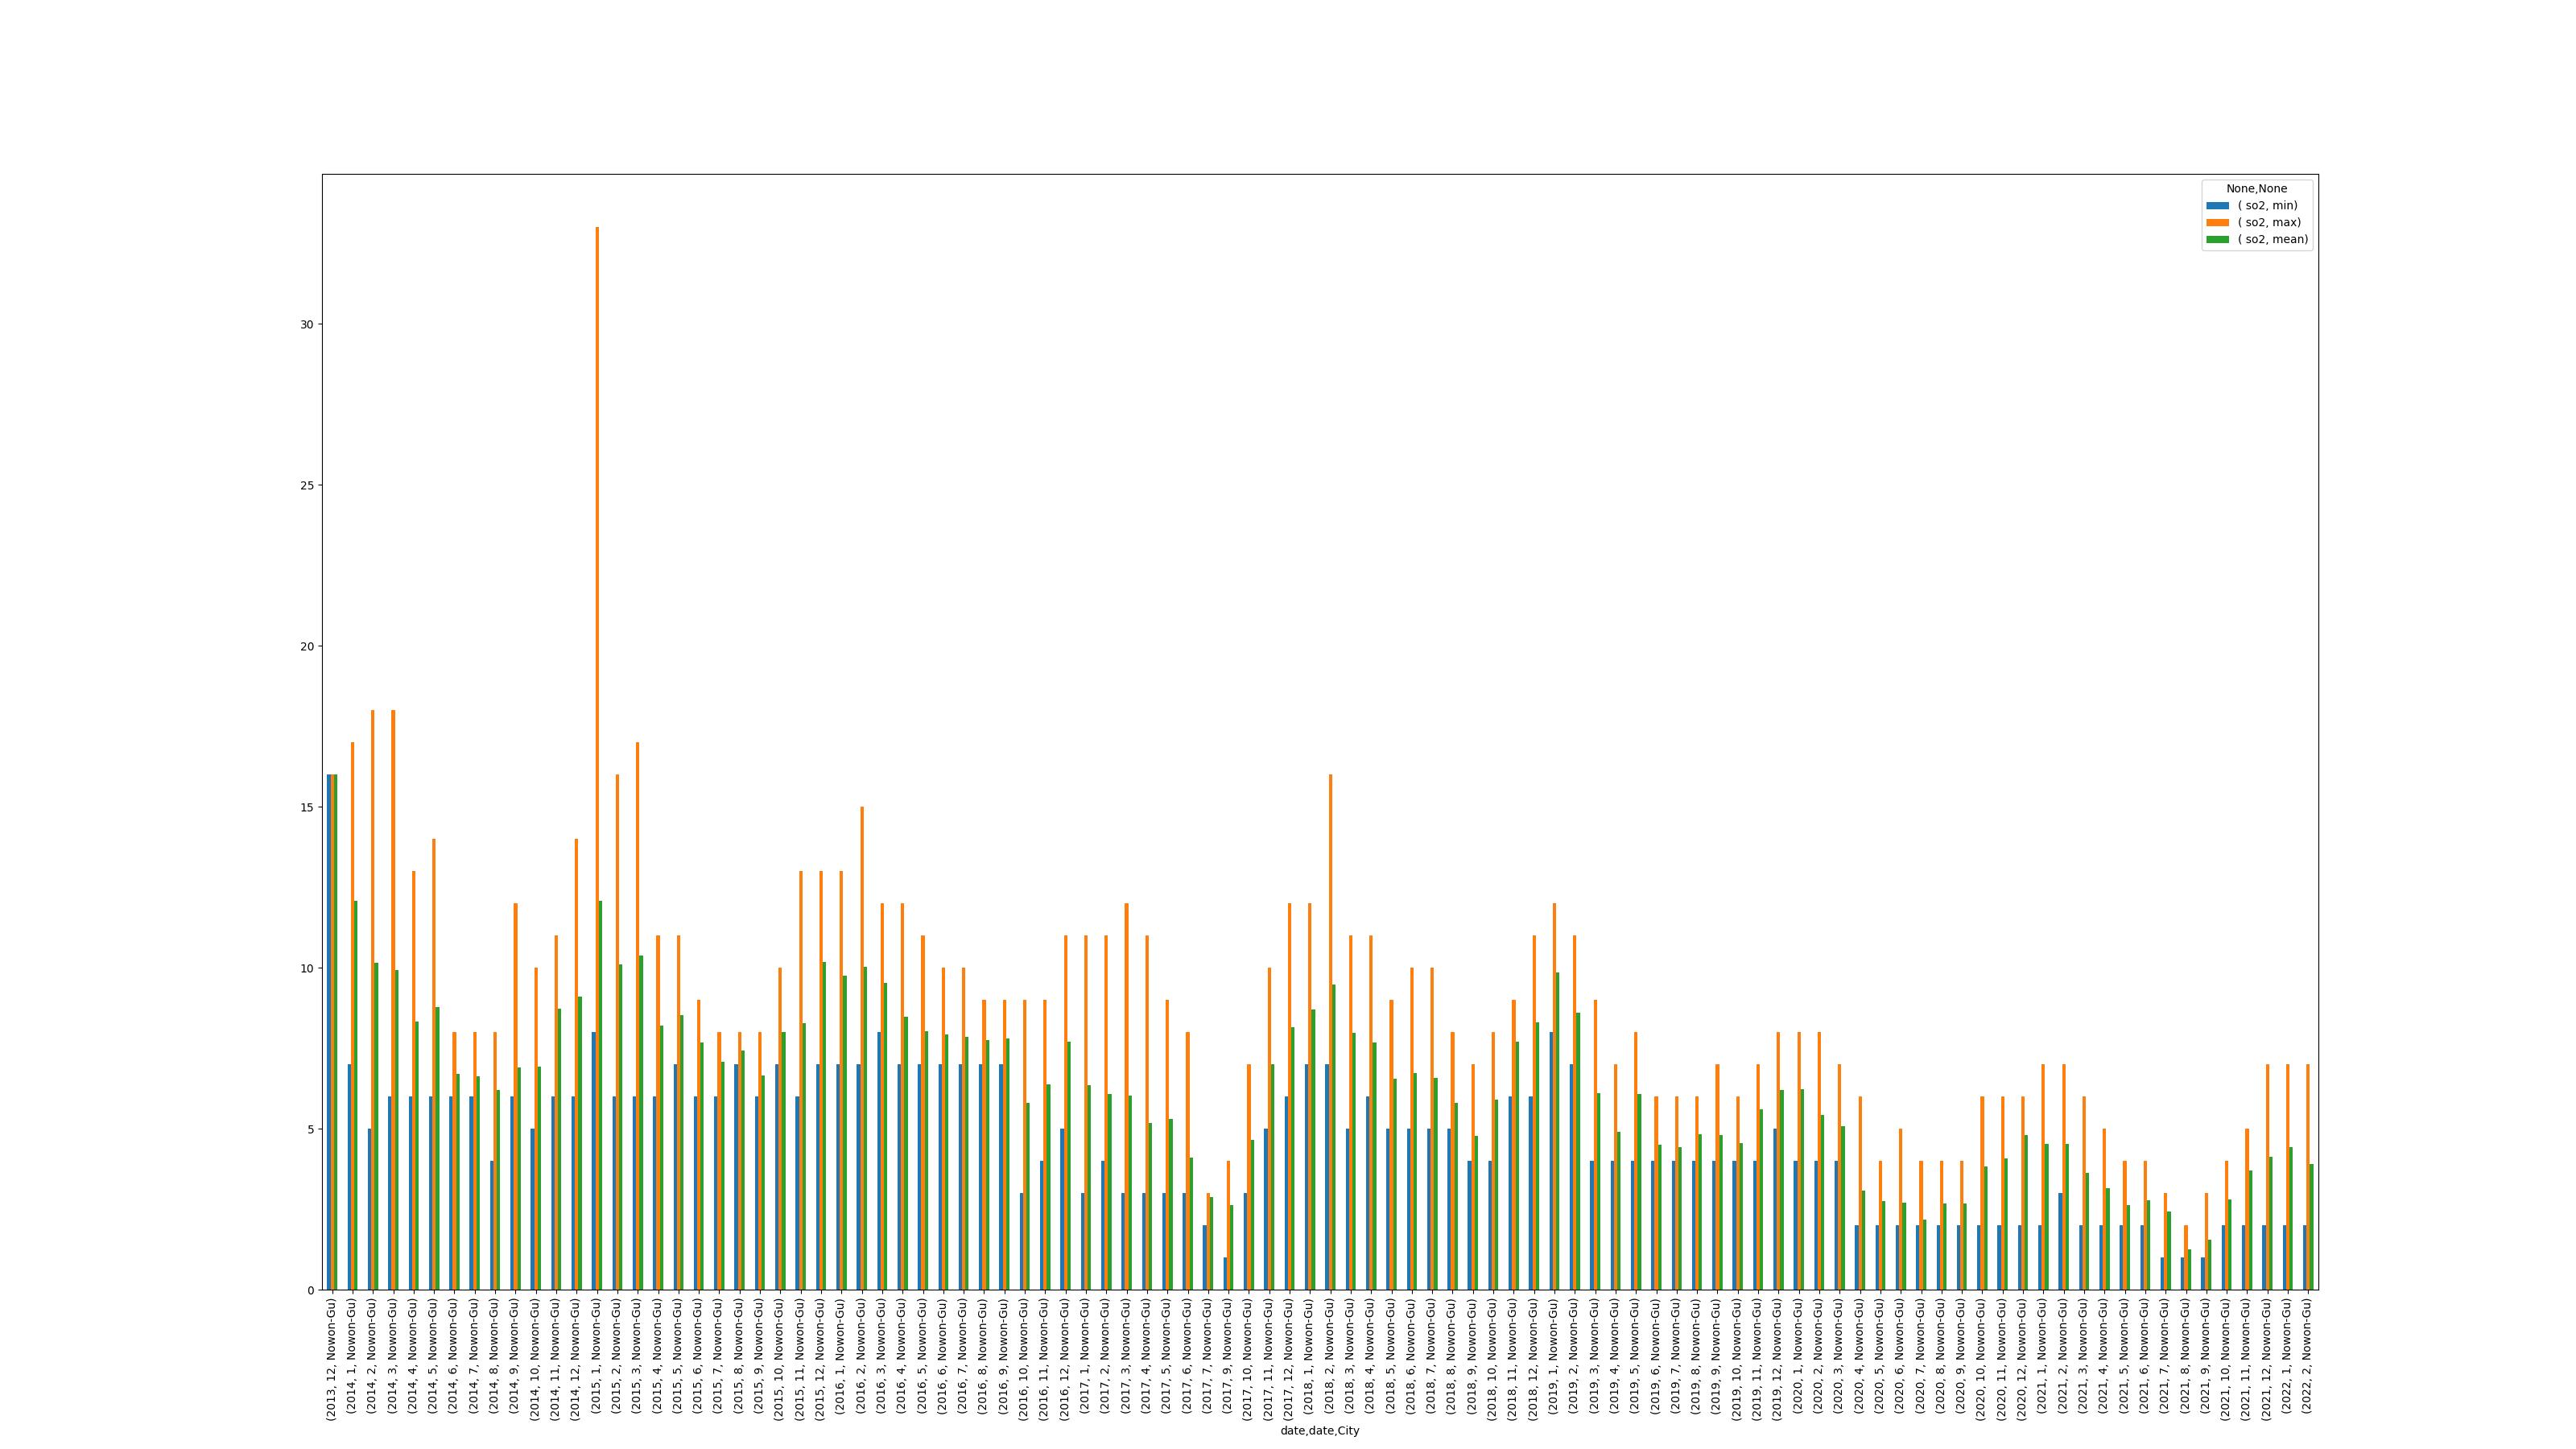 None,None
( so2, min)
( so2, max)
( so2, mean)
30
25
20
15
10
5
0
(2013, 12, Nowon-Gu)
(2014, 1, Nowon-Gu)
(2014, 2, Nowon-Gu)
(2014, 3, Nowon-Gu)
(2014, 4, Nowon-Gu)
(2014, 5, Nowon-Gu)
(2014, 6, Nowon-Gu)
(2014, 7, Nowon-Gu)
(2014, 8, Nowon-Gu)
(2014, 9, Nowon-Gu)
(2014, 10, Nowon-Gu)
(2014, 11, Nowon-Gu)
(2014, 12, Nowon-Gu)
(2015, 1, Nowon-Gu)
(2015, 2, Nowon-Gu)
(2015, 3, Nowon-Gu)
(2015, 4, Nowon-Gu)
(2015, 5, Nowon-Gu)
(2015, 6, Nowon-Gu)
(2015, 7, Nowon-Gu)
(2015, 8, Nowon-Gu)
(2015, 9, Nowon-Gu)
(2015, 10, Nowon-Gu)
(2015, 11, Nowon-Gu)
(2015, 12, Nowon-Gu)
(2016, 1, Nowon-Gu)
(2016, 2, Nowon-Gu)
(2016, 3, Nowon-Gu)
(2016, 4, Nowon-Gu)
(2016, 5, Nowon-Gu)
(2016, 6, Nowon-Gu)
(2016, 7, Nowon-Gu)
(2016, 8, Nowon-Gu)
(2016, 9, Nowon-Gu)
(2016, 10, Nowon-Gu)
(2016, 11, Nowon-Gu)
(2016, 12, Nowon-Gu)
(2017, 1, Nowon-Gu)
(2017, 2, Nowon-Gu)
(2017, 3, Nowon-Gu)
(2017, 4, Nowon-Gu)
(2017, 5, Nowon-Gu)
(2017, 6, Nowon-Gu)
(2017, 7, Nowon-Gu)
(2017, 9, Nowon-Gu)
(2017, 10, Nowon-Gu)
(2017, 11, Nowon-Gu)
(2017, 12, Nowon-Gu)
(2018, 1, Nowon-Gu)
(2018, 2, Nowon-Gu)
(2018, 3, Nowon-Gu)
(2018, 4, Nowon-Gu)
(2018, 5, Nowon-Gu)
(2018, 6, Nowon-Gu)
(2018, 7, Nowon-Gu)
(2018, 8, Nowon-Gu)
(2018, 9, Nowon-Gu)
(2018, 10, Nowon-Gu)
(2018, 11, Nowon-Gu)
(2018, 12, Nowon-Gu)
(2019, 1, Nowon-Gu)
(2019, 2, Nowon-Gu)
(2019, 3, Nowon-Gu)
(2019, 4, Nowon-Gu)
(2019, 5, Nowon-Gu)
(2019, 6, Nowon-Gu)
(2019, 7, Nowon-Gu)
(2019, 8, Nowon-Gu)
(2019, 9, Nowon-Gu)
(2019, 10, Nowon-Gu)
(2019, 11, Nowon-Gu)
(2019, 12, Nowon-Gu)
(2020, 1, Nowon-Gu)
(2020, 2, Nowon-Gu)
(2020, 3, Nowon-Gu)
(2020, 4, Nowon-Gu)
(2020, 5, Nowon-Gu)
(2020, 6, Nowon-Gu)
(2020, 7, Nowon-Gu)
(2020, 8, Nowon-Gu)
(2020, 9, Nowon-Gu)
(2020, 10, Nowon-Gu)
(2020, 11, Nowon-Gu)
(2020, 12, Nowon-Gu)
(2021, 1, Nowon-Gu)
(2021, 2, Nowon-Gu)
(2021, 3, Nowon-Gu)
(2021, 4, Nowon-Gu)
(2021, 5, Nowon-Gu)
(2021, 6, Nowon-Gu)
(2021, 7, Nowon-Gu)
(2021, 8, Nowon-Gu)
(2021, 9, Nowon-Gu)
(2021, 10, Nowon-Gu)
(2021, 11, Nowon-Gu)
(2021, 12, Nowon-Gu)
(2022, 1, Nowon-Gu)
(2022, 2, Nowon-Gu)
date,date,City